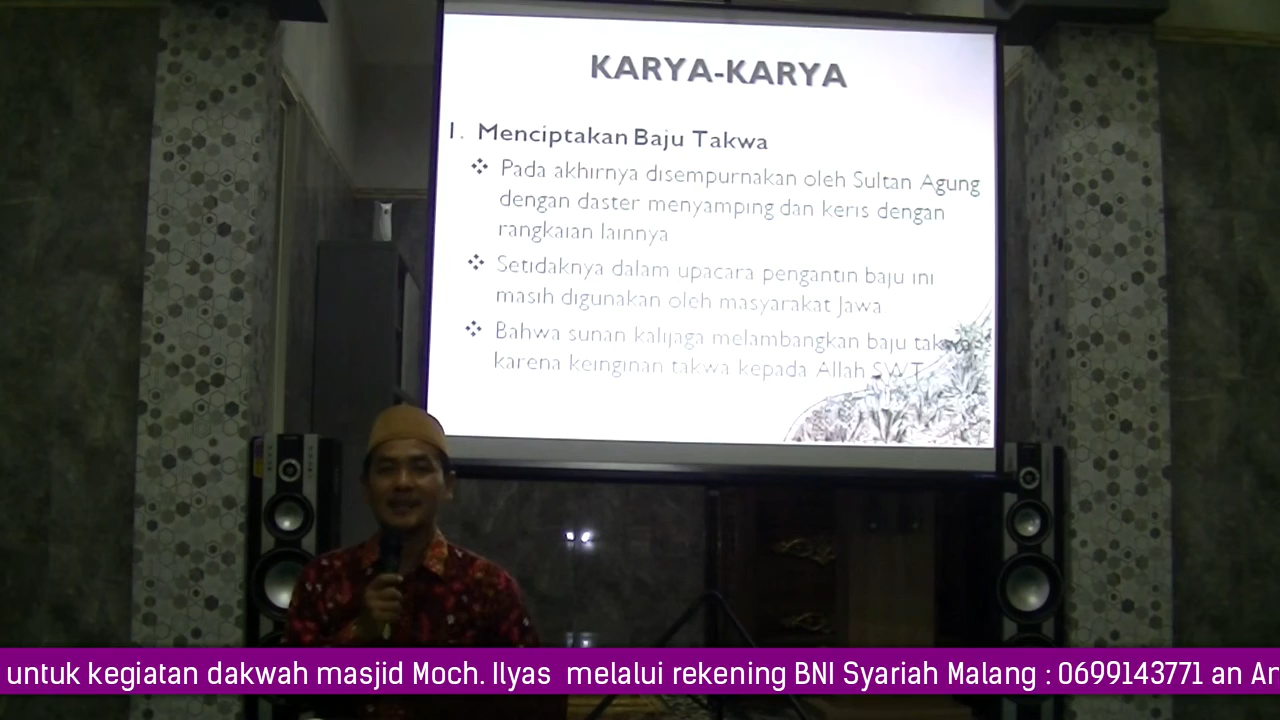 KARYA-KARYA
1. Menciptakan Baju Takwa
❖ Pada akhirnya disempurnakan oleh Sultan Agung
dengan daster menyamping dan keris dengan
rangkaian lainnya
❖ Setidaknya dalam upacara pengantin baju ini
masih digunakan oleh masyarakat Jawa
❖ Bahwa sunan kalijaga melambangkan baju takwa
karena keinginan takwa kepada Allah SWT
untuk kegiatan dakwah masjid Moch. Ilyas melalui rekening BNI Syariah Malang : 0699143771 an An